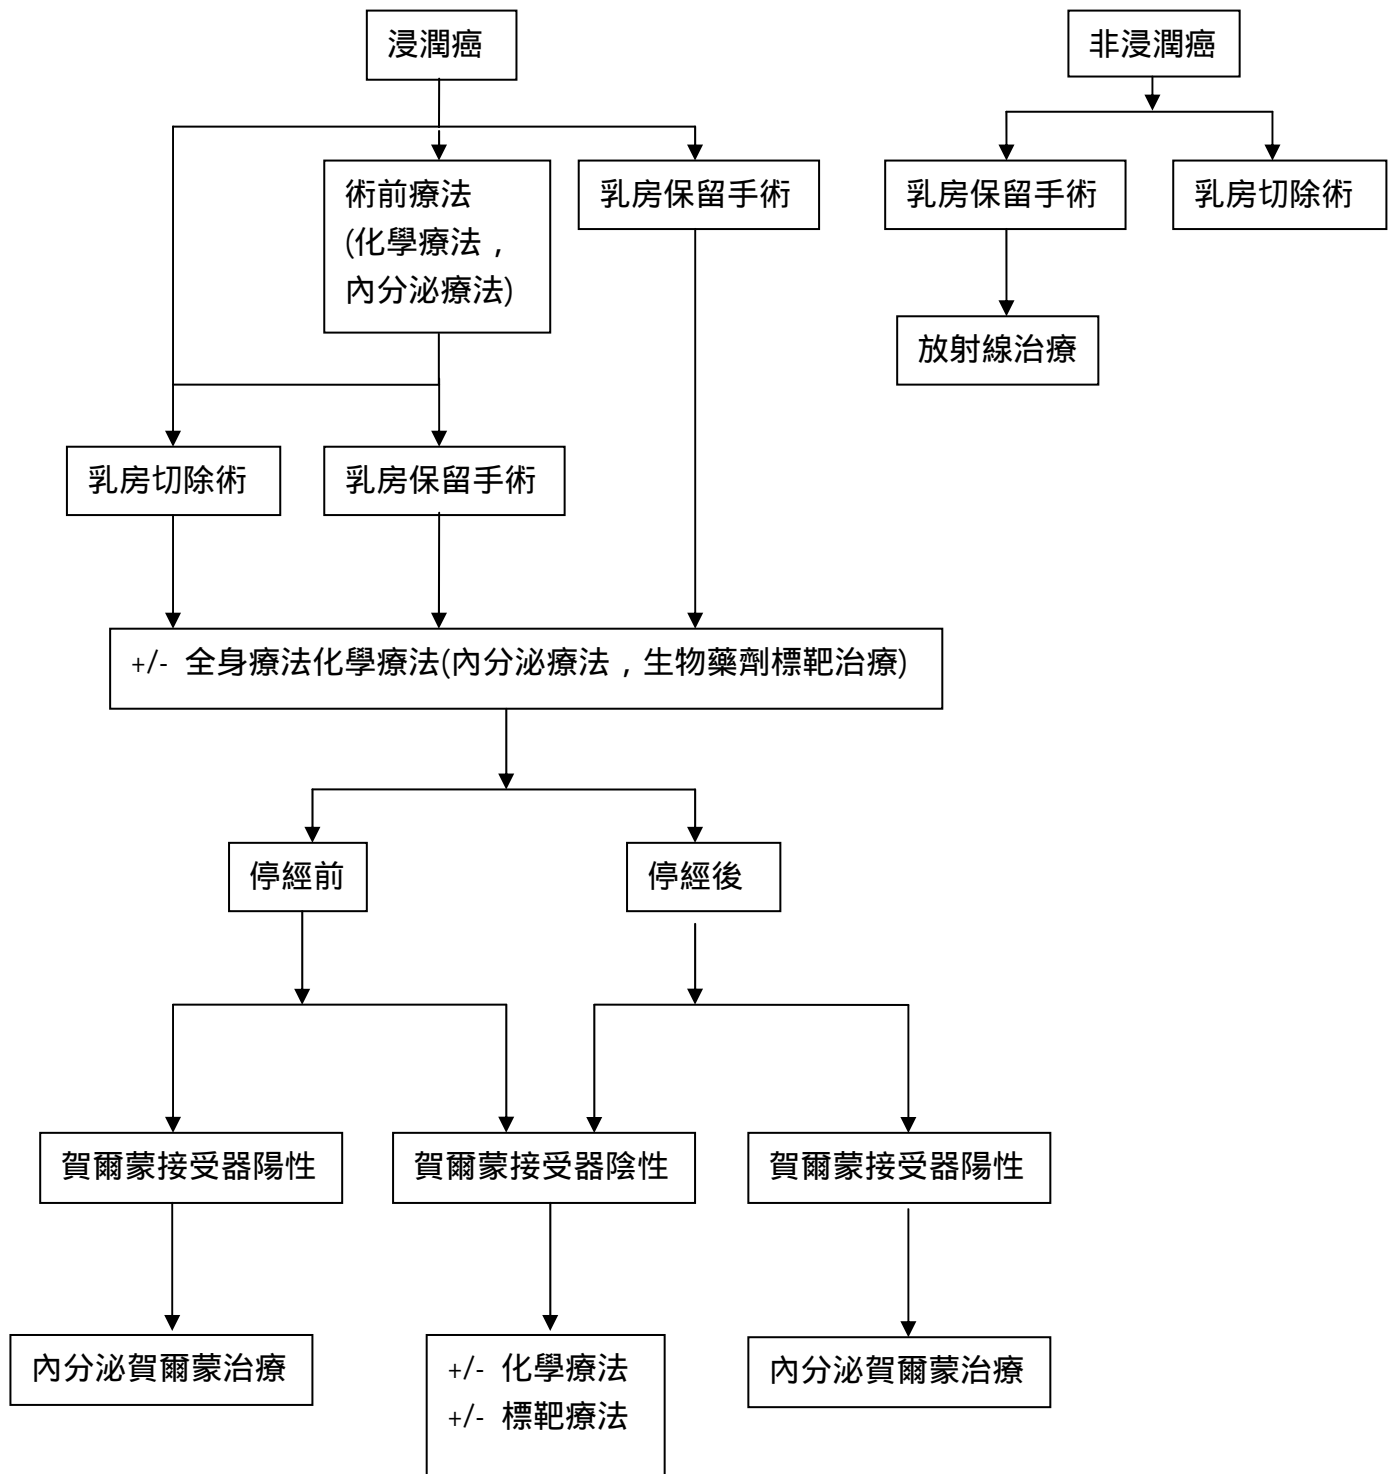 浸潤癌
非浸潤癌
術前療法
(化學療法，
內分泌療法)
乳房保留手術
乳房保留手術
乳房切除術
放射線治療
乳房切除術
乳房保留手術
+/- 全身療法化學療法(內分泌療法，生物藥劑標靶治療)
停經前
停經後
賀爾蒙接受器陽性
賀爾蒙接受器陰性
賀爾蒙接受器陽性
內分泌賀爾蒙治療
+/- 化學療法
+/- 標靶療法
內分泌賀爾蒙治療